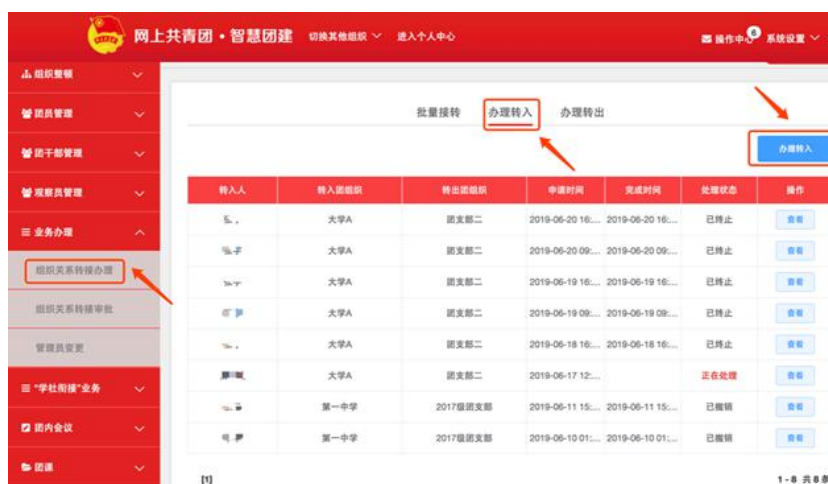 网上共青团·智慧团建 切换其他组织 进入个人中心 操作中心 6 系统设置
组织整顿
团员管理
团干部管理
观察员管理
业务办理
组织关系转接办理
组织关系转接审批
管理员变更
"学社衔接"业务
团内会议
团课
批量接转 办理转入 办理转出
办理转入
转入人 转入团组织 转出团组织 申请时间 完成时间 处理状态 操作
大学A 团支部二 2019-06-20 16:... 2019-06-20 16:... 已终止 查看
大学A 团支部二 2019-06-20 09:... 2019-06-20 09:... 已终止 查看
大学A 团支部二 2019-06-19 16:... 2019-06-19 16:... 已终止 查看
大学A 团支部二 2019-06-19 09:... 2019-06-19 09:... 已终止 查看
大学A 团支部二 2019-06-18 16:... 2019-06-18 16:... 已终止 查看
大学A 团支部二 2019-06-17 12:... 正在处理 查看
第一中学 2017级团支部 2019-06-11 15:... 2019-06-11 15:... 已撤销 查看
第一中学 2017级团支部 2019-06-10 01:... 2019-06-10 01:... 已撤销 查看
[1] 1-8 共8条